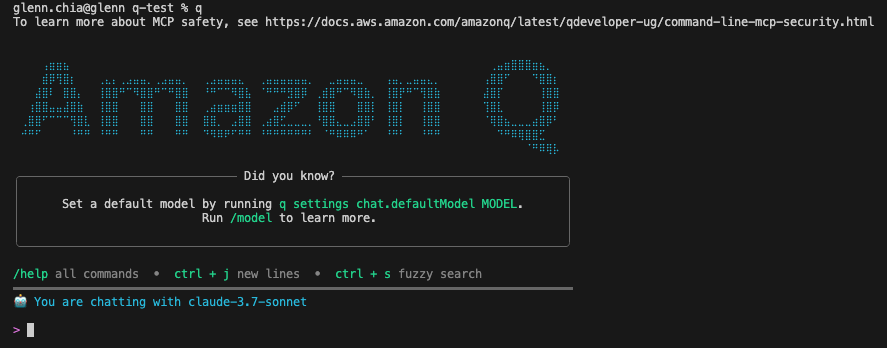 glenn.chia@glenn q-test % q
To learn more about MCP safety, see https://docs.aws.amazon.com/amazonq/latest/qdeveloper-ug/command-line-mcp-security.html
Amazon Q
Did you know?
Set a default model by running q settings chat.defaultModel MODEL.
Run /model to learn more.
/help all commands • ctrl + j new lines • ctrl + s fuzzy search
🤖 You are chatting with claude-3.7-sonnet
>